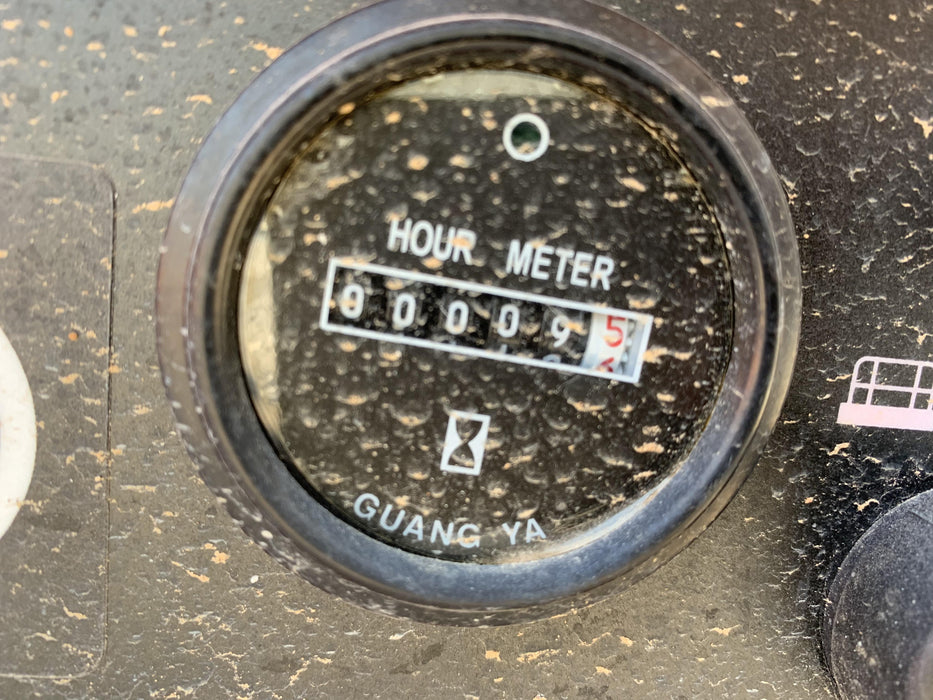 HOUR METER
000095
GUANG YA